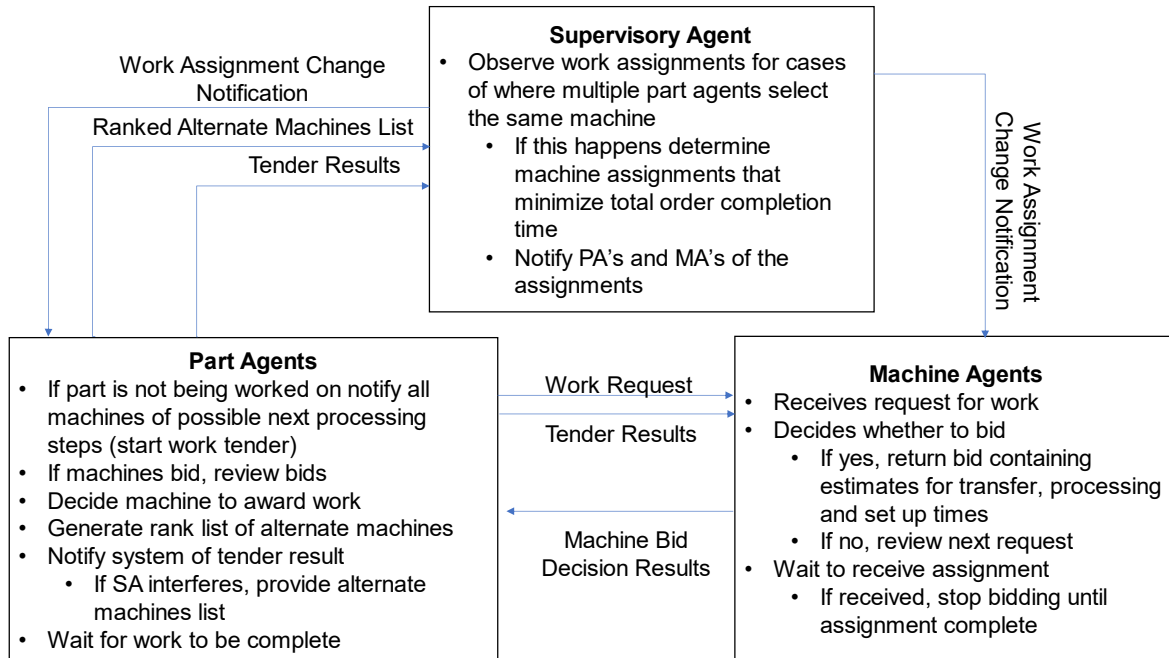 Supervisory Agent
• Observe work assignments for cases
of where multiple part agents select
the same machine
• If this happens determine
machine assignments that
minimize total order completion
time
• Notify PA's and MA's of the
assignments
Work Assignment Change
Notification
Ranked Alternate Machines List
Tender Results
Work Assignment
Change Notification
Part Agents
• If part is not being worked on notify all
machines of possible next processing
steps (start work tender)
• If machines bid, review bids
• Decide machine to award work
• Generate rank list of alternate machines
• Notify system of tender result
• If SA interferes, provide alternate
machines list
• Wait for work to be complete
Work Request
Tender Results
Machine Bid
Decision Results
Machine Agents
• Receives request for work
• Decides whether to bid
• If yes, return bid containing
estimates for transfer, processing
and set up times
• If no, review next request
• Wait to receive assignment
• If received, stop bidding until
assignment complete